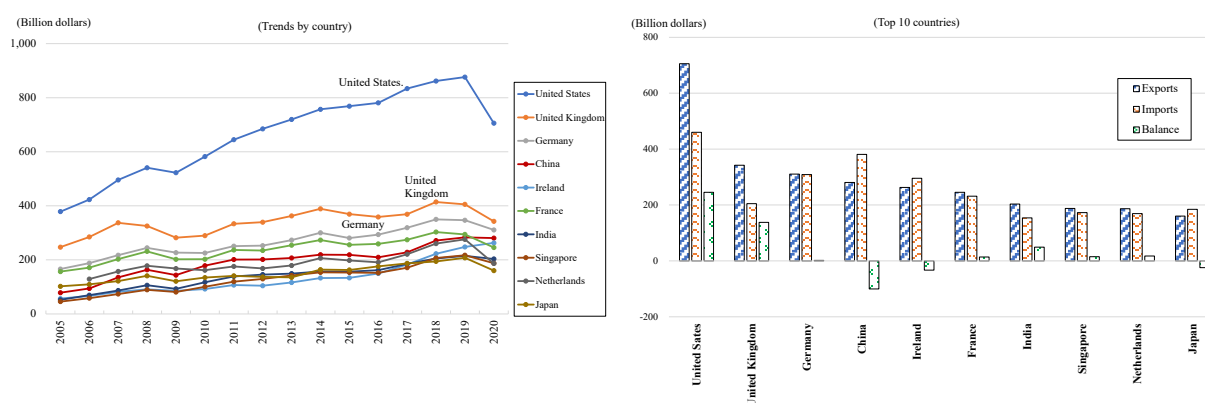 (Billion dollars)
(Trends by country)
1,000
800
600
400
200
0
United States
United
Kingdom
Germany
2005
2006
2007
2008
2009
2010
2011
2012
2013
2014
2015
2016
2017
2018
2019
2020
United States
United Kingdom
Germany
China
Ireland
France
India
Singapore
Netherlands
Japan
(Billion dollars)
(Top 10 countries)
800
600
400
200
0
-200
Exports
Imports
Balance
United Sates
United Kingdom
Germany
China
Ireland
France
India
Singapore
Netherlands
Japan